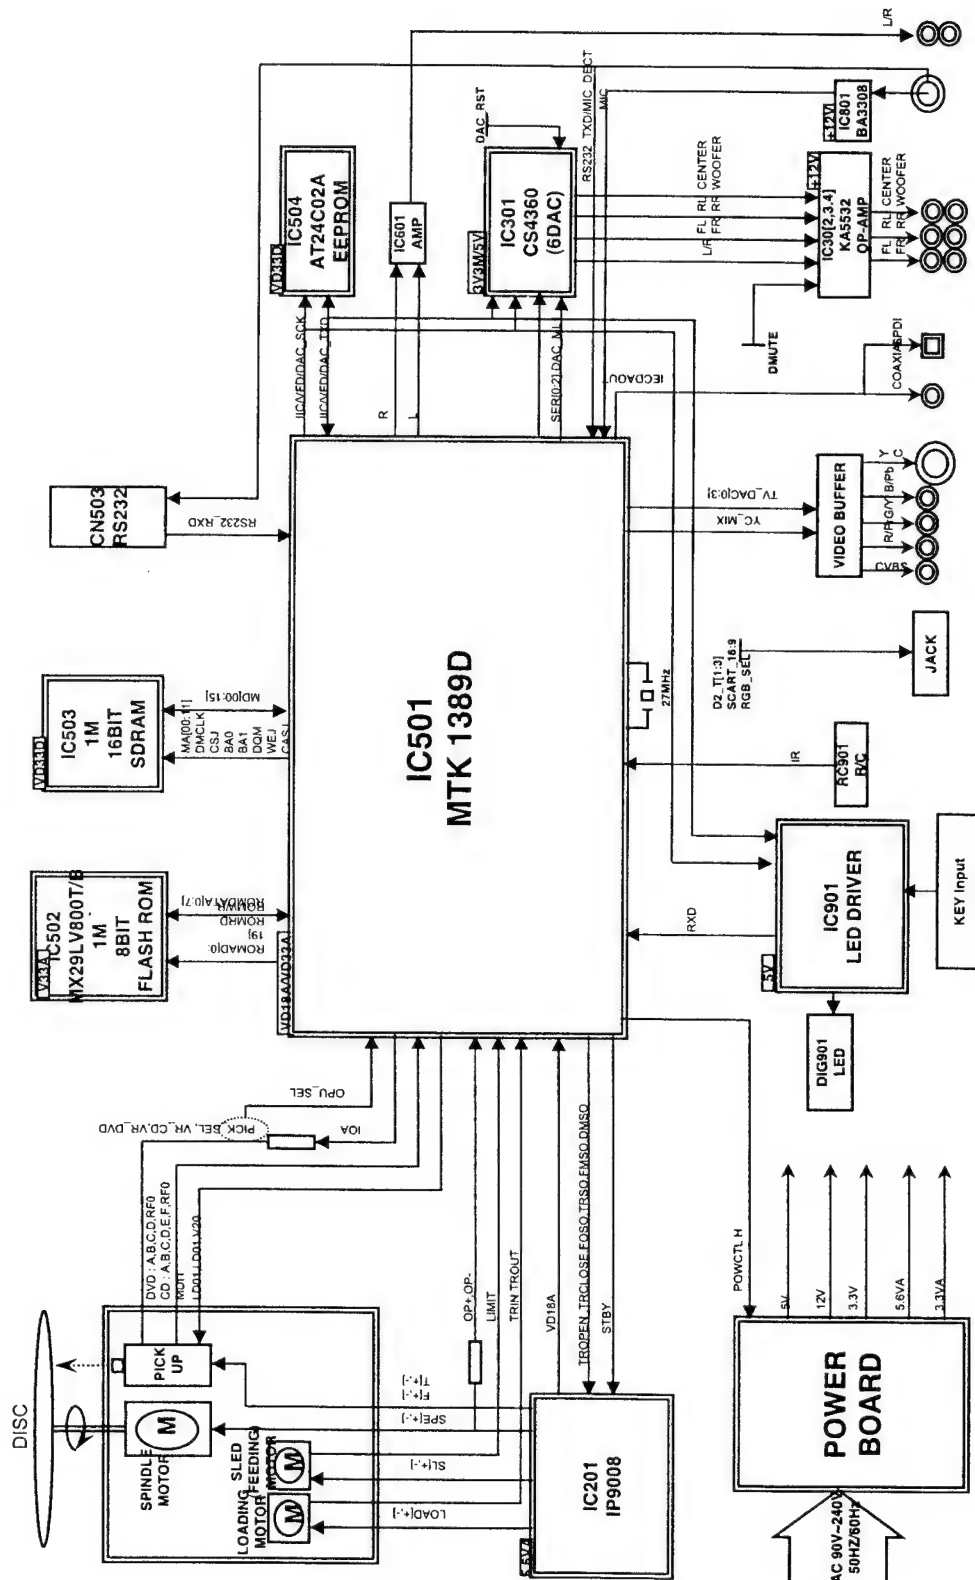 DISC
SPINDLE
MOTOR
M
PICK
UP
SLED
(FEEDING)
MOTOR
M
LOADING
MOTOR
M
DVD : A,B,C,D,RF0
CD : A,B,C,D,E,F,RF0
MDI1
LD01,LD01,V20
PICK_SEL, VR_CD,VR_DVD
IOA
OPU_SEL
T[+,-]
F[+,-]
SPE[+,-]
SL[+,-]
LOAD[+,-]
OP+,OP-
LIMIT
TRIN,TROUT
VD18A
TROPEN,TRCLOSE,FOSO,TRSO,FMSO,DMSO
STBY
IC201
IP9008
V33A
IC502
MX29LV800T/B
1M
8BIT
FLASH ROM
ROMAD[0:
19]
ROMRD
ROMWR
ROMDATA[0:7]
VD33D
IC503
1M
16BIT
SDRAM
MA[00:11]
DMCLK
CSJ
BA0
BA1
DQM
WEJ
CASJ
MD[00:15]
CN503
RS232
RS232_RXD
VD18A/VD33A
IC501
MTK 1389D
27MHz
VD33D
IC504
AT24C02A
EEPROM
IIC/VFD/DAC_SCK
IIC/VFD/DAC_TXD
R
L
IC601
AMP
L/R
3V3M/5V
IC301
CS4360
(6DAC)
DAC_RST
SER[0:2] DAC_ML
RS232_TXD/MIC_DECT
MIC
+12V
IC801
BA3308
L/R
FL RL CENTER
FR RR WOOFER
+12V
IC30[2,3,4]
KA5532
OP-AMP
FL RL CENTER
FR RR WOOFER
DMUTE
IECDAOUT
COAXIA
SPDI
TV_DAC[0:3]
YC_MIX
VIDEO BUFFER
CVBS
R/Pr
G/Y
B/Pb
Y
C
D2_T[1:3]
SCART_16:9
RGB_SEL
JACK
IR
RC901
R/C
RXD
5V
IC901
LED DRIVER
DIG901
LED
KEY Input
POWCTL H
POWER
BOARD
AC 90V~240V
50HZ/60Hz
5V
12V
3.3V
5.6VA
3.3VA